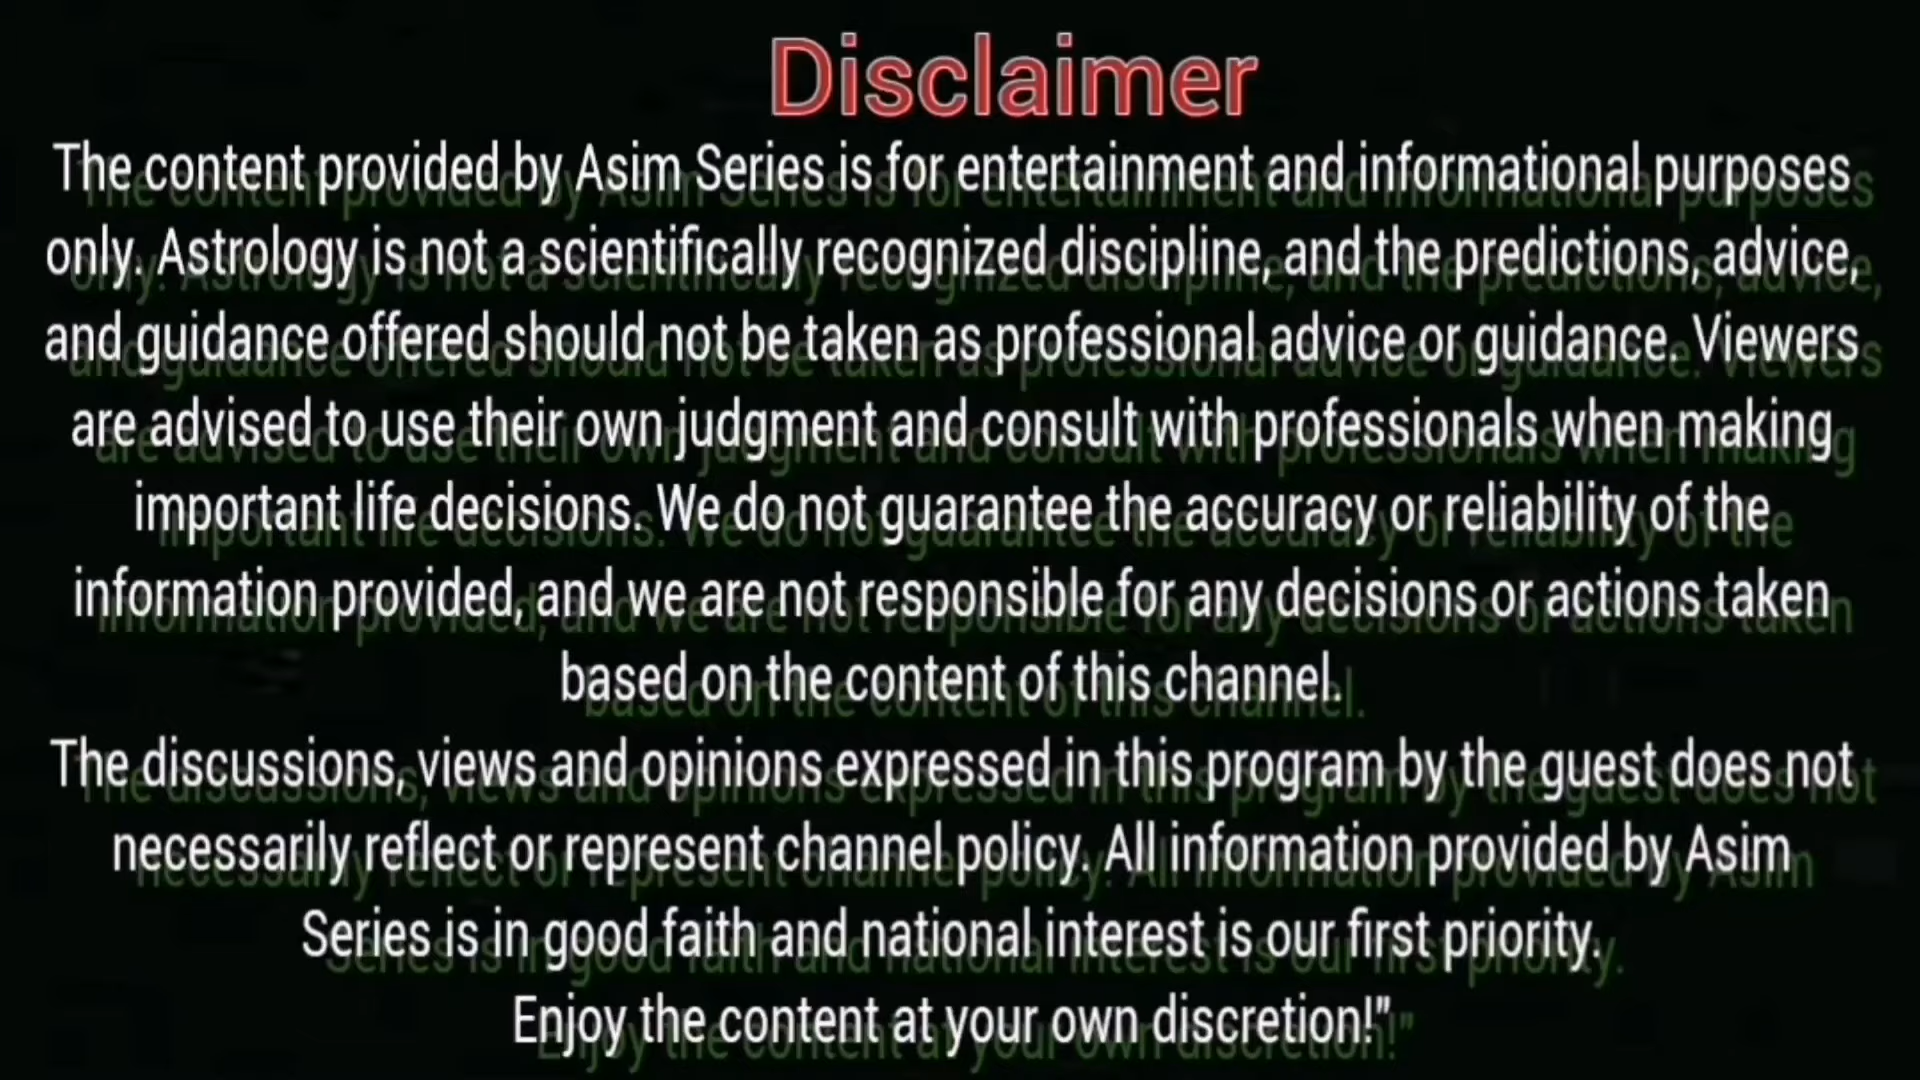 Disclaimer
The content provided by Asim Series is for entertainment and informational purposes
only. Astrology is not a scientifically recognized discipline, and the predictions, advice,
and guidance offered should not be taken as professional advice or guidance. Viewers
are advised to use their own judgment and consult with professionals when making
important life decisions. We do not guarantee the accuracy or reliability of the
information provided, and we are not responsible for any decisions or actions taken
based on the content of this channel.
The discussions, views and opinions expressed in this program by the guest does not
necessarily reflect or represent channel policy. All information provided by Asim
Series is in good faith and national interest is our first priority.
Enjoy the content at your own discretion!"